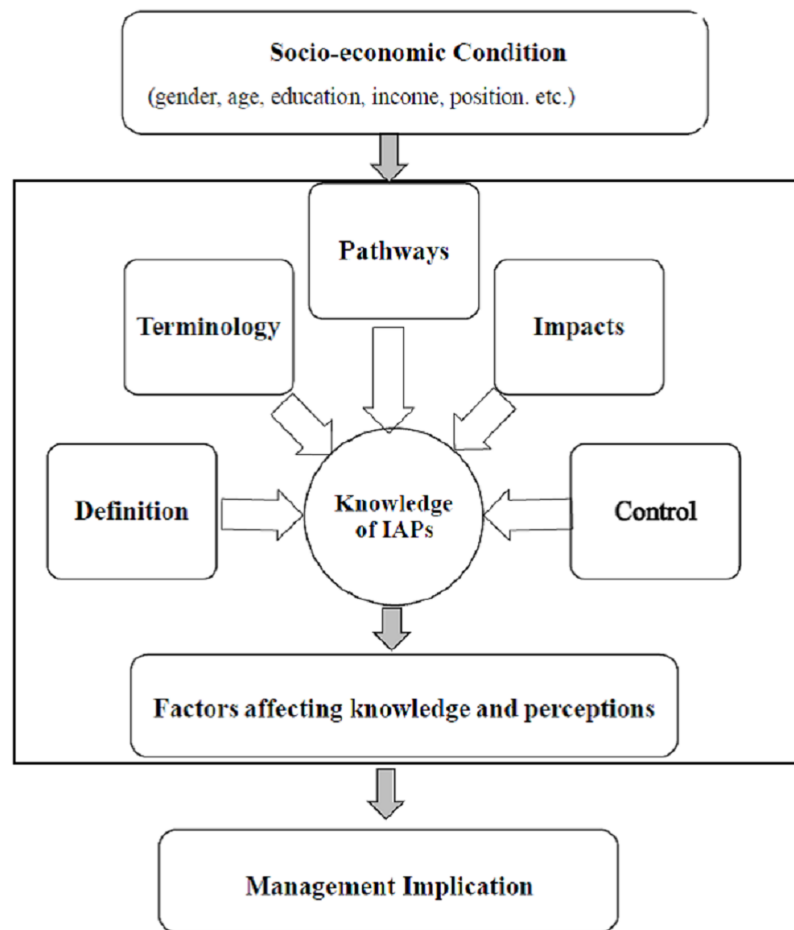 Socio-economic Condition
(gender, age, education, income, position. etc.)
Pathways
Terminology
Impacts
Definition
Knowledge
of IAPs
Control
Factors affecting knowledge and perceptions
Management Implication